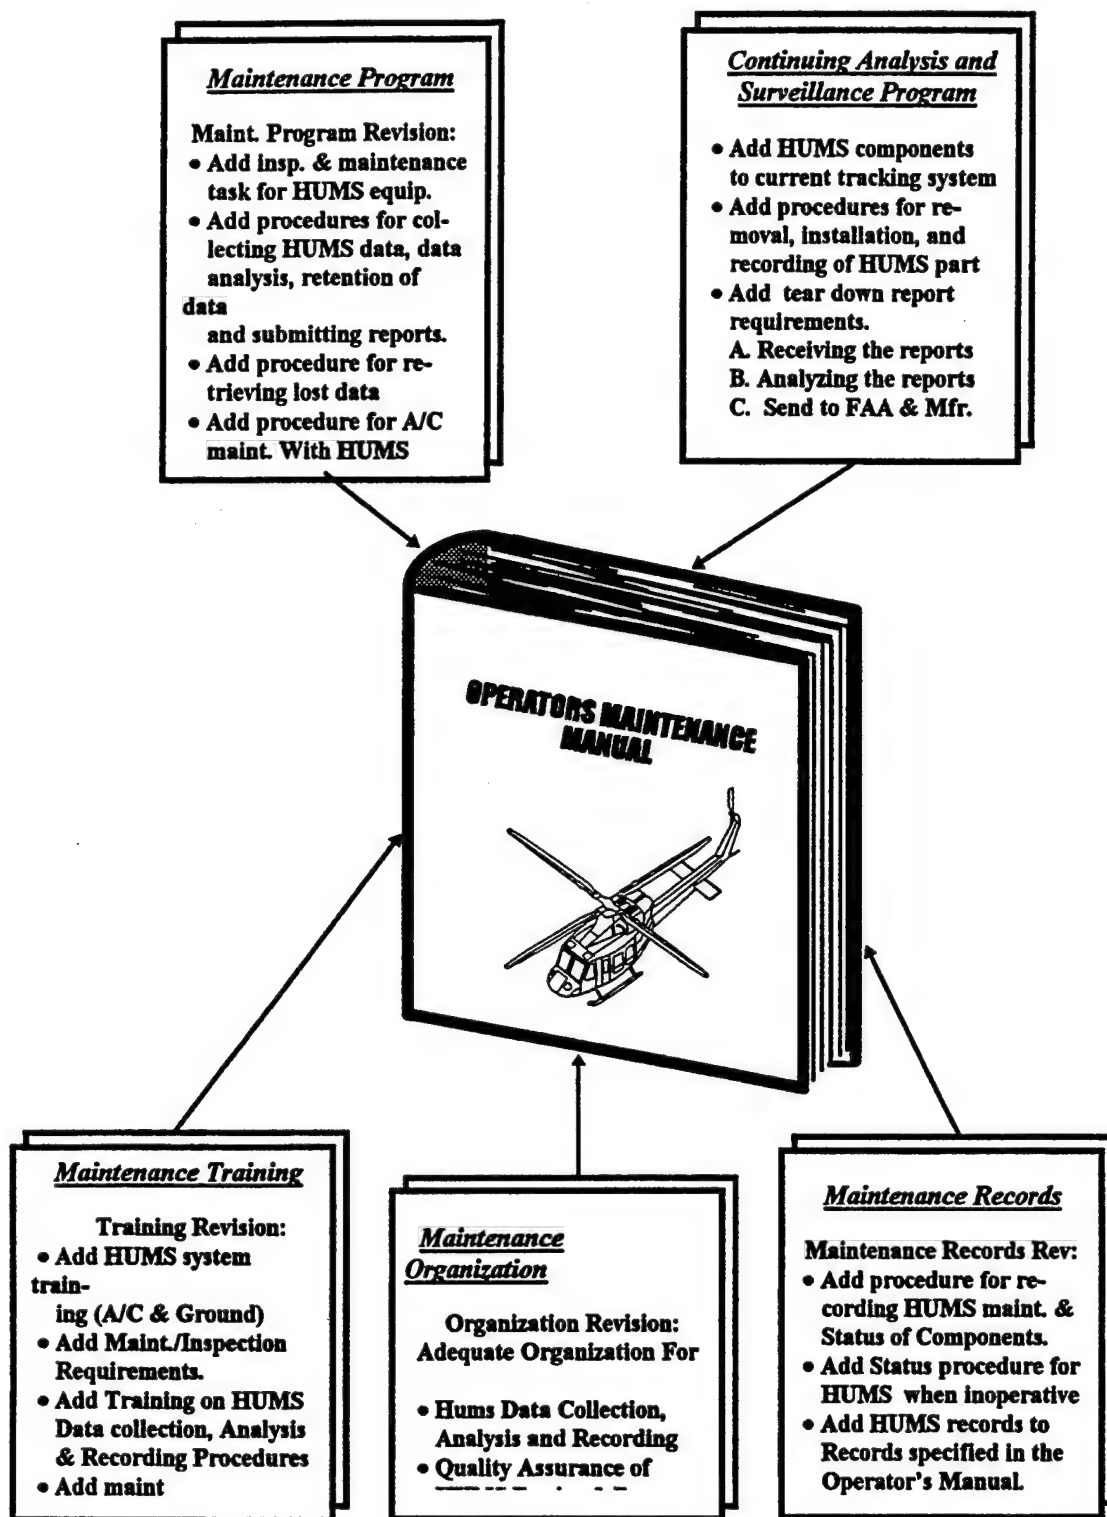 Maintenance Program
Maint. Program Revision:
• Add insp. & maintenance
task for HUMS equip.
• Add procedures for col-
lecting HUMS data, data
analysis, retention of
data
and submitting reports.
• Add procedure for re-
trieving lost data
• Add procedure for A/C
maint. With HUMS
Continuing Analysis and
Surveillance Program
• Add HUMS components
to current tracking system
• Add procedures for re-
moval, installation, and
recording of HUMS part
• Add tear down report
requirements.
A. Receiving the reports
B. Analyzing the reports
C. Send to FAA & Mfr.
OPERATORS MAINTENANCE
MANUAL
Maintenance Training
Training Revision:
• Add HUMS system
train-
ing (A/C & Ground)
• Add Maint./Inspection
Requirements.
• Add Training on HUMS
Data collection, Analysis
& Recording Procedures
• Add maint
Maintenance
Organization
Organization Revision:
Adequate Organization For
• Hums Data Collection,
Analysis and Recording
• Quality Assurance of
Maintenance Records
Maintenance Records Rev:
• Add procedure for re-
cording HUMS maint. &
Status of Components.
• Add Status procedure for
HUMS when inoperative
• Add HUMS records to
Records specified in the
Operator's Manual.